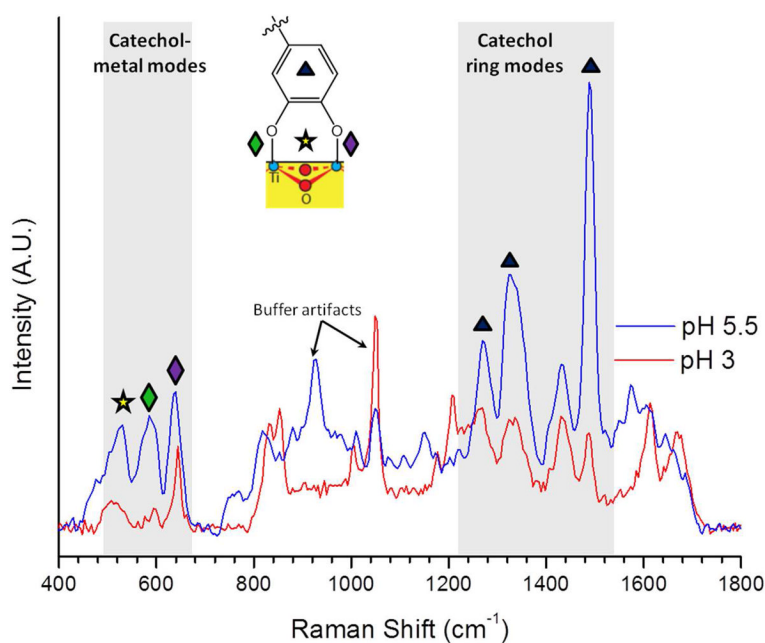 Catechol-
metal modes
Catechol
ring modes
O
O
Ti
O
Buffer artifacts
pH 5.5
pH 3
Intensity (A.U.)
400
600
800
1000
1200
1400
1600
1800
Raman Shift (cm⁻¹)